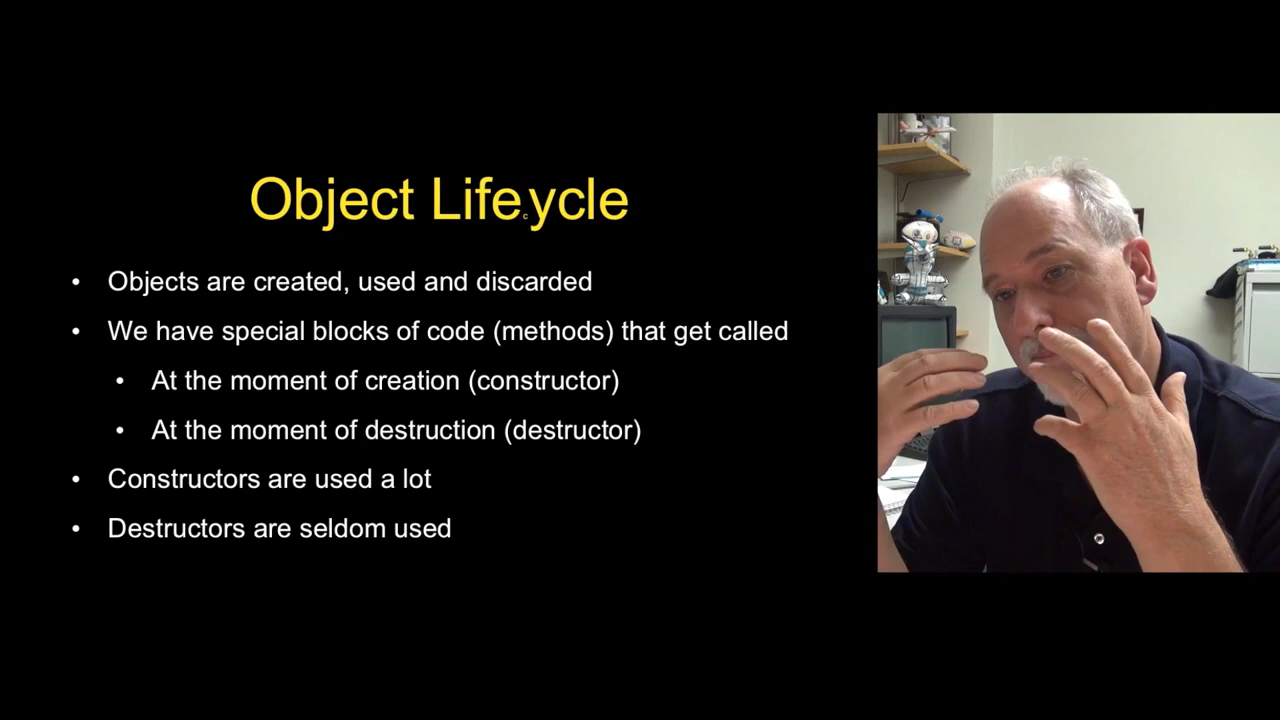 Object Lifecycle
• Objects are created, used and discarded
• We have special blocks of code (methods) that get called
• At the moment of creation (constructor)
• At the moment of destruction (destructor)
• Constructors are used a lot
• Destructors are seldom used